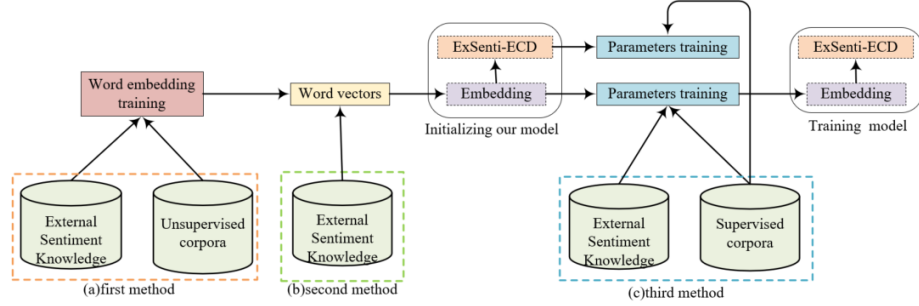 ExSenti-ECD
Parameters training
ExSenti-ECD
Word embedding
training
Word vectors
Embedding
Parameters training
Embedding
Initializing our model
Training model
External
Sentiment
Knowledge
Unsupervised
corpora
External
Sentiment
Knowledge
External
Sentiment
Knowledge
Supervised
corpora
(a)first method
(b)second method
(c)third method